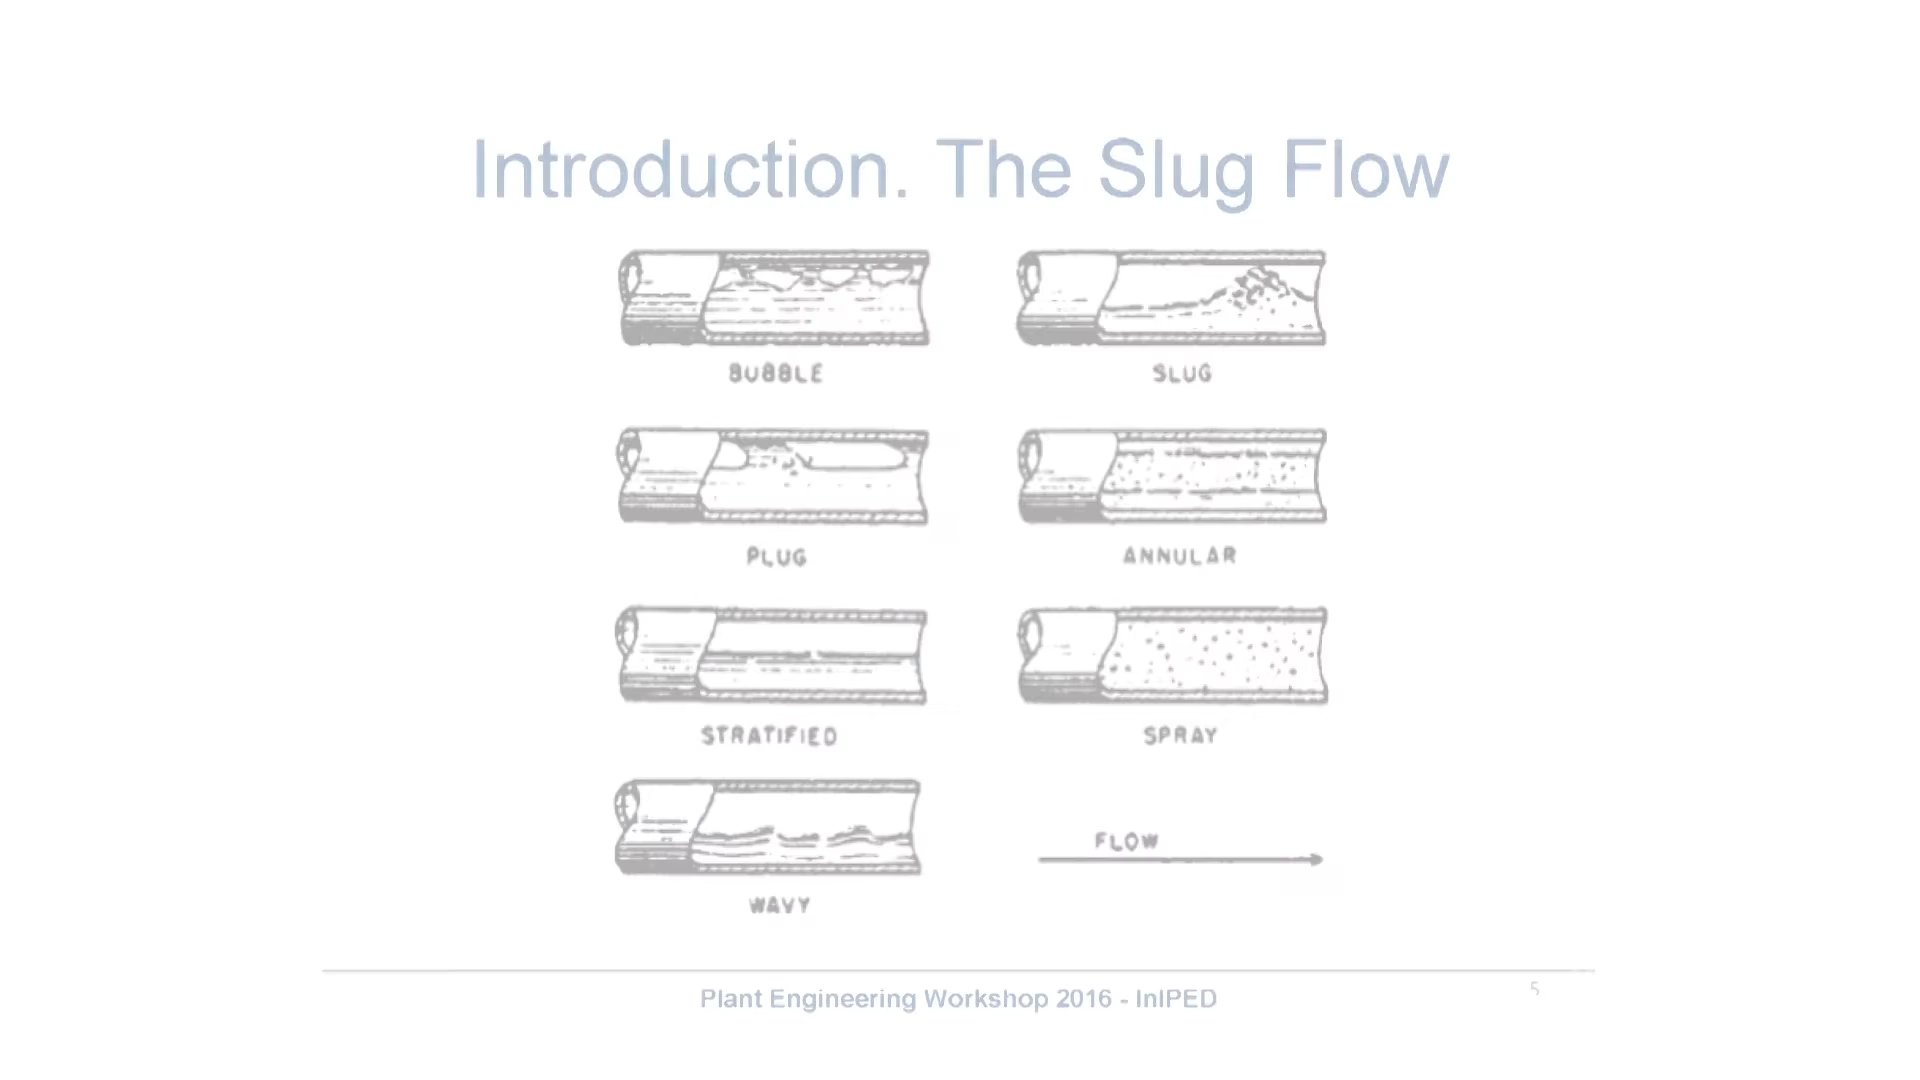 Introduction. The Slug Flow
BUBBLE
SLUG
PLUG
ANNULAR
STRATIFIED
SPRAY
FLOW
WAVY
Plant Engineering Workshop 2016 - InIPED
5